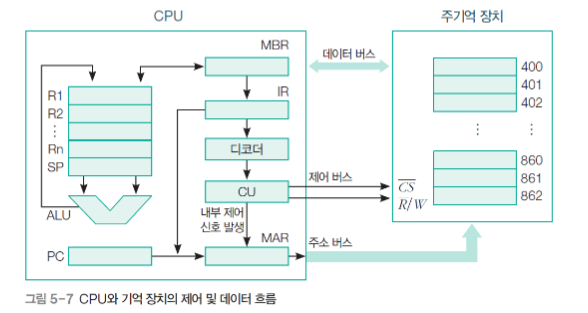 CPU
주기억 장치
MBR
데이터 버스
IR
R1
R2
⋮
Rn
SP
ALU
디코더
CU
제어 버스
내부 제어
신호 발생
MAR
PC
주소 버스
400
401
402
⋮ ⋮
860
861
862
C̅S̅
R̅/W
그림 5-7 CPU와 기억 장치의 제어 및 데이터 흐름